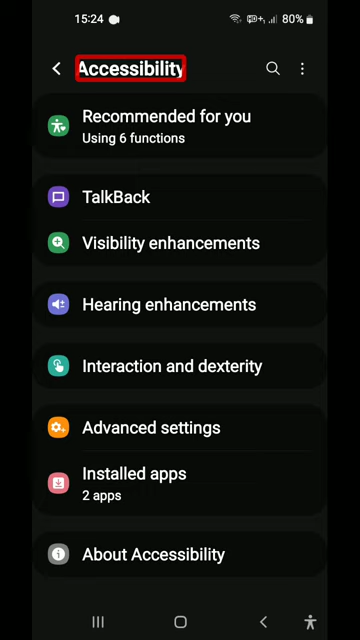 15:24 80%
Accessibility
Recommended for you
Using 6 functions
TalkBack
Visibility enhancements
Hearing enhancements
Interaction and dexterity
Advanced settings
Installed apps
2 apps
About Accessibility